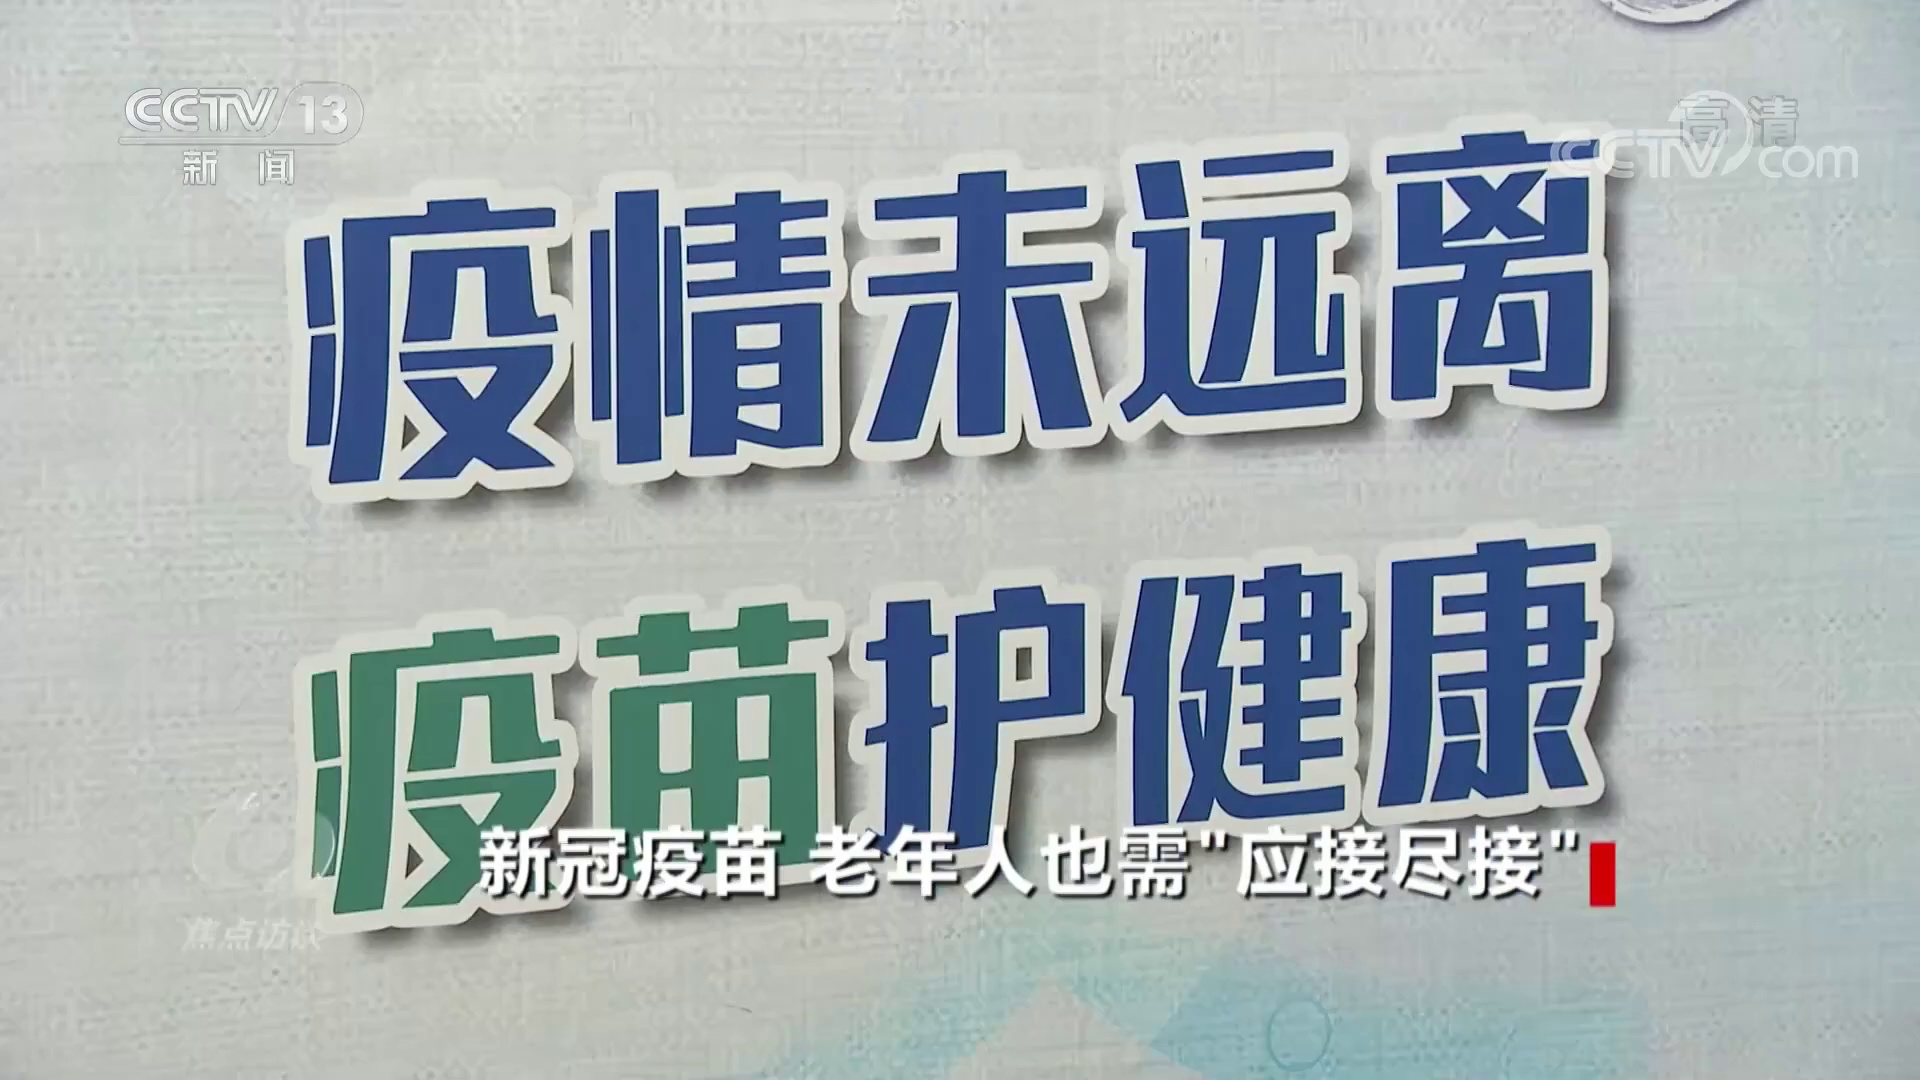 CCTV 13
新闻
高清
CCTV.com
疫情未远离
疫苗护健康
新冠疫苗 老年人也需"应接尽接"
焦点访谈